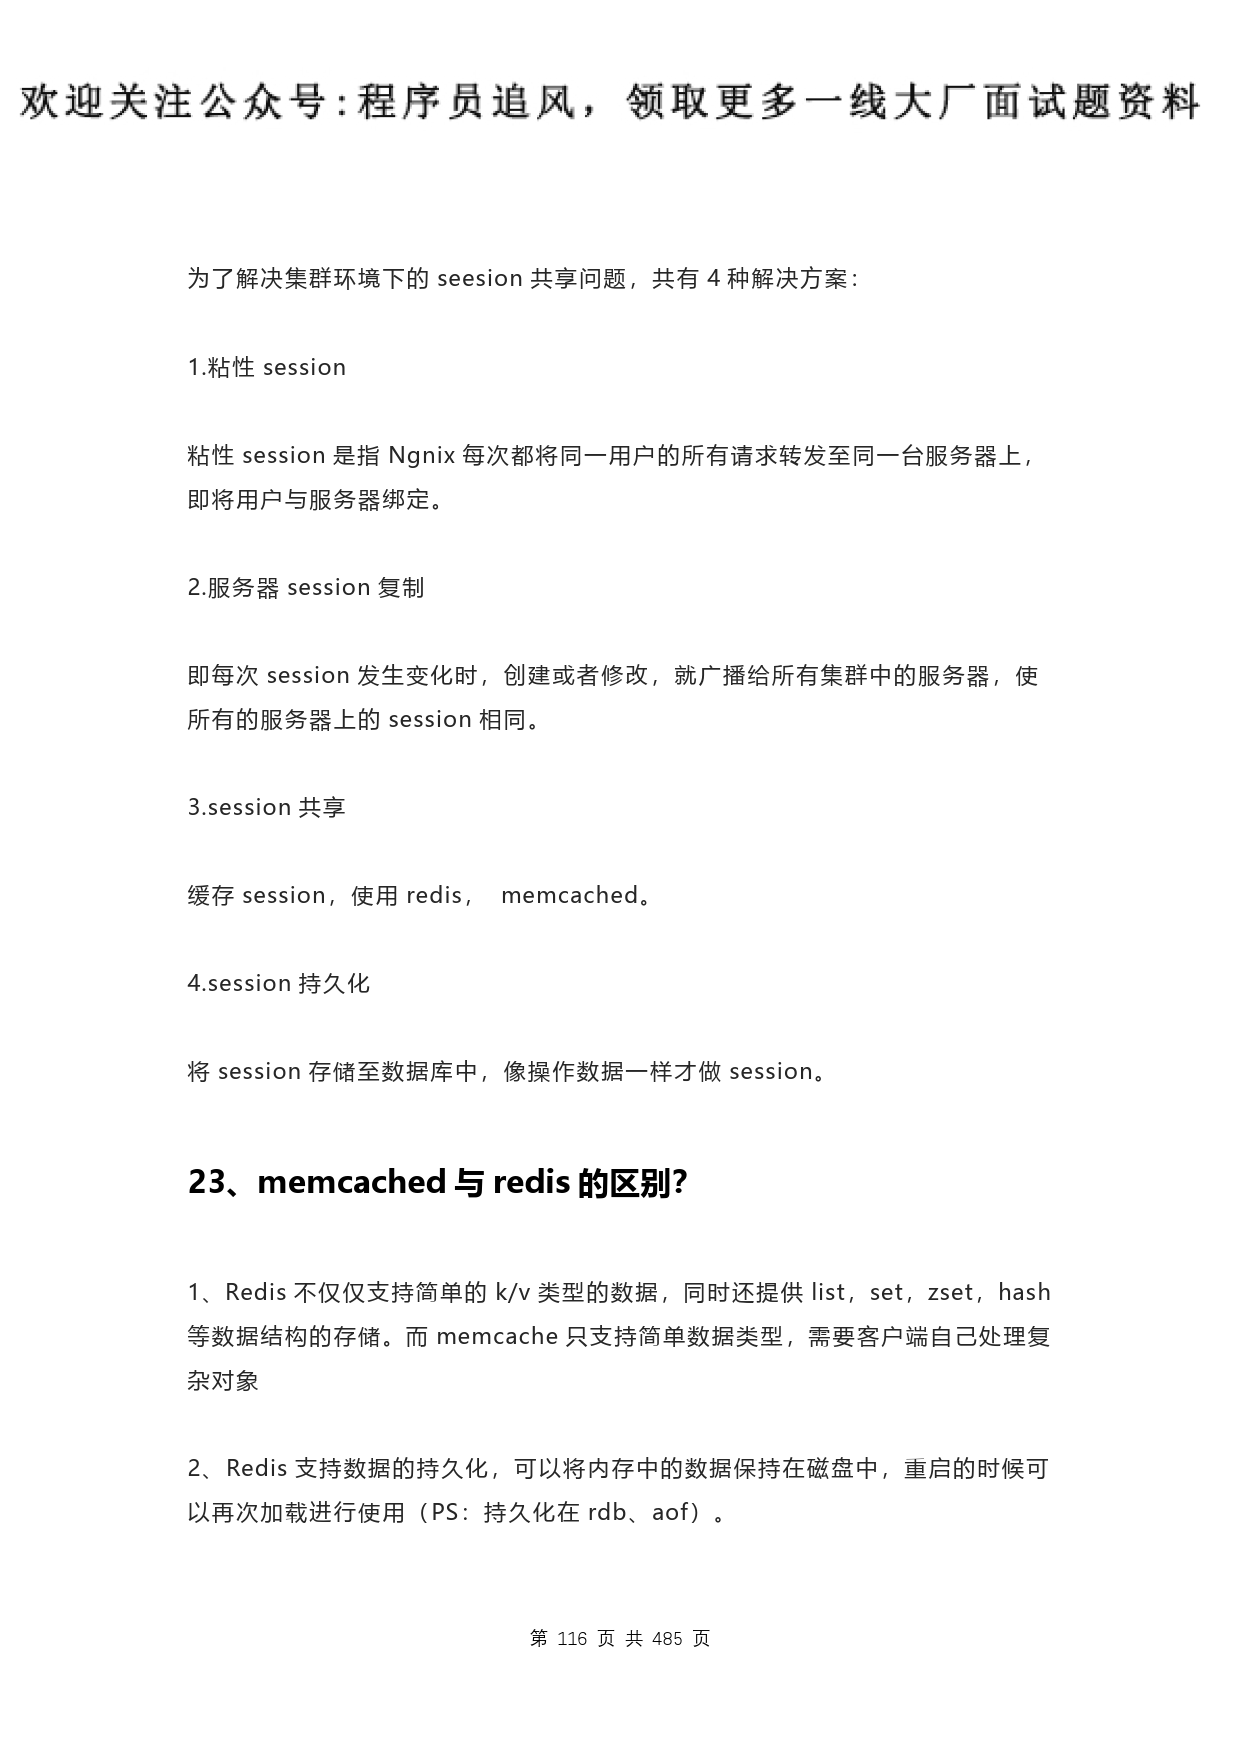 欢迎关注公众号:程序员追风，领取更多一线大厂面试题资料
为了解决集群环境下的 seesion 共享问题，共有 4 种解决方案：
1.粘性 session
粘性 session 是指 Ngnix 每次都将同一用户的所有请求转发至同一台服务器上，
即将用户与服务器绑定。
2.服务器 session 复制
即每次 session 发生变化时，创建或者修改，就广播给所有集群中的服务器，使
所有的服务器上的 session 相同。
3.session 共享
缓存 session，使用 redis， memcached。
4.session 持久化
将 session 存储至数据库中，像操作数据一样才做 session。
23、memcached 与 redis 的区别？
1、Redis 不仅仅支持简单的 k/v 类型的数据，同时还提供 list，set，zset，hash
等数据结构的存储。而 memcache 只支持简单数据类型，需要客户端自己处理复
杂对象
2、Redis 支持数据的持久化，可以将内存中的数据保持在磁盘中，重启的时候可
以再次加载进行使用（PS：持久化在 rdb、aof）。
第 116 页 共 485 页